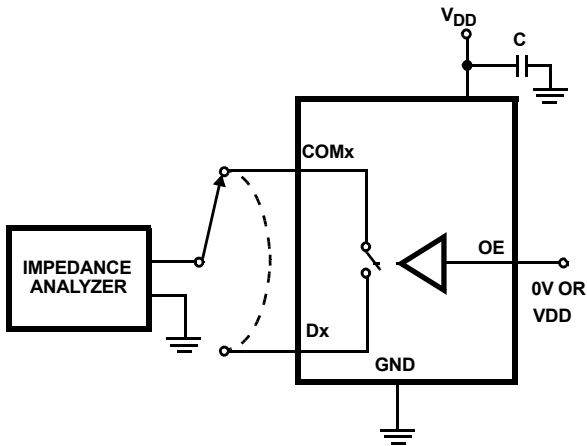 VDD
C
COMx
IMPEDANCE
ANALYZER
OE
0V OR
VDD
Dx
GND